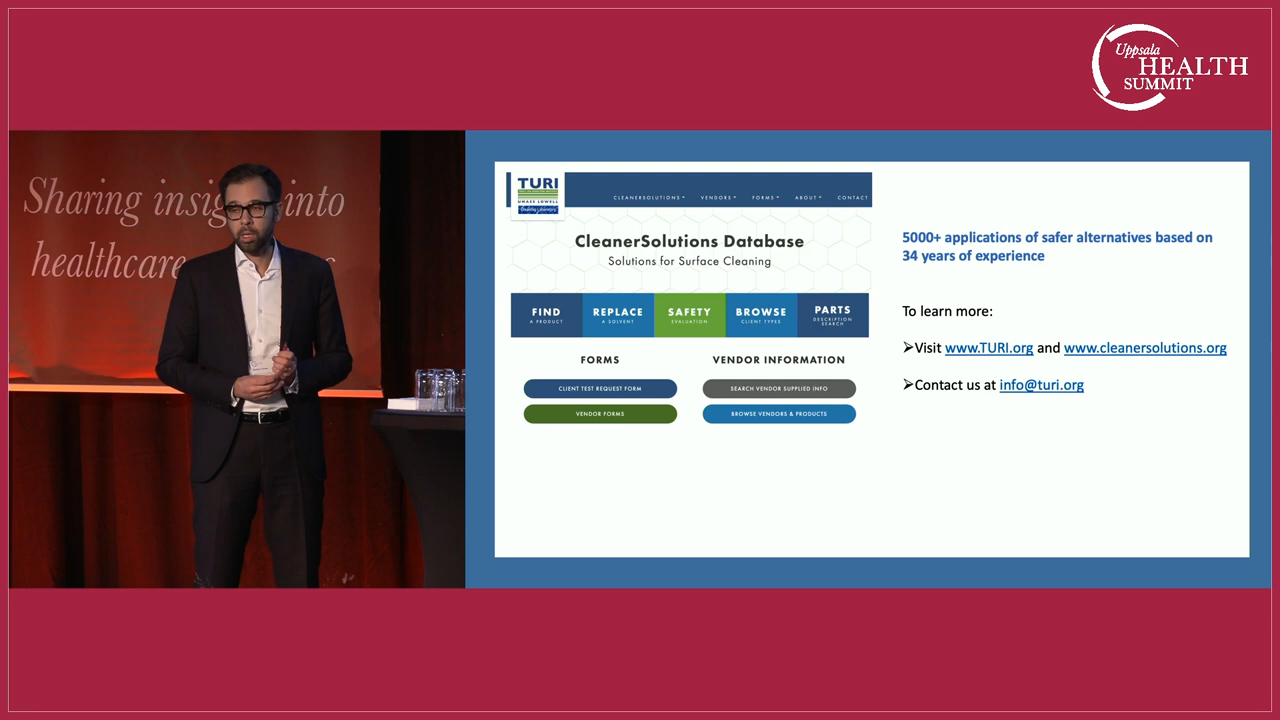 Uppsala
HEALTH
SUMMIT
Sharing insig into
healthcare s
TURI
UMASS LOWELL
CLEANERSOLUTIONS
VENDORS
FORMS
ABOUT
CONTACT
CleanerSolutions Database
Solutions for Surface Cleaning
FIND
A PRODUCT
REPLACE
A SOLVENT
SAFETY
EVALUATION
BROWSE
CLIENT TYPES
PARTS
DESCRIPTION
SEARCH
FORMS
CLIENT TEST REQUEST FORM
VENDOR FORMS
VENDOR INFORMATION
SEARCH VENDOR SUPPLIED INFO
BROWSE VENDORS & PRODUCTS
5000+ applications of safer alternatives based on
34 years of experience
To learn more:
➢Visit www.TURI.org and www.cleanersolutions.org
➢Contact us at info@turi.org